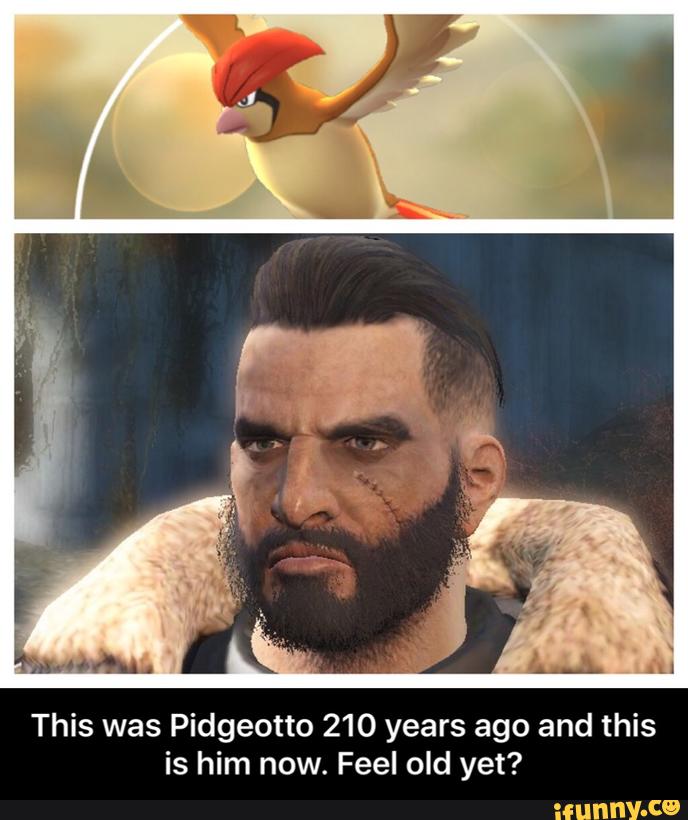 This was Pidgeotto 210 years ago and this
is him now. Feel old yet?
ifunny.co